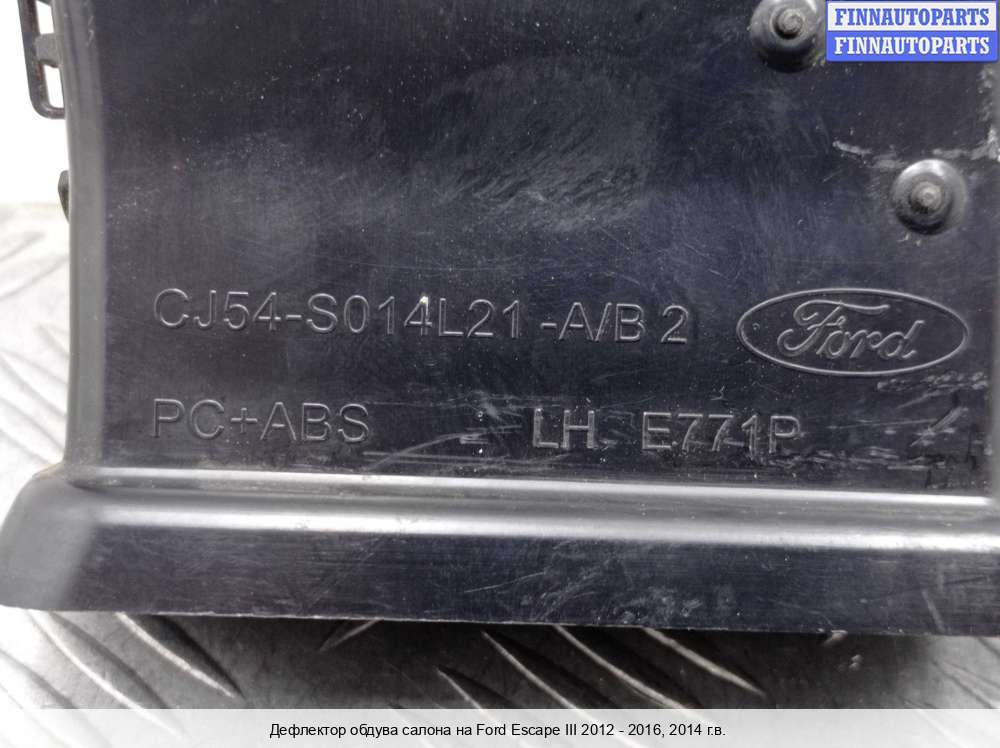 FINNAUTOPARTS
FINNAUTOPARTS
CJ54-S014L21-A/B 2
Ford
PC+ABS LH. E771P
Дефлектор обдува салона на Ford Escape III 2012 - 2016, 2014 г.в.